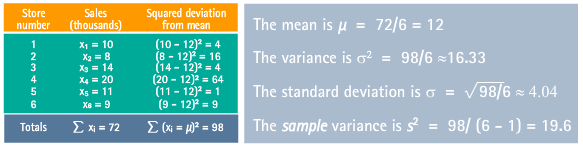 Store number Sales (thousands) Squared deviation from mean
1 x₁ = 10 (10 – 12)² = 4
2 x₂ = 8 (8 – 12)² = 16
3 x₃ = 14 (14 – 12)² = 4
4 x₄ = 20 (20 – 12)² = 64
5 x₅ = 11 (11 – 12)² = 1
6 x₆ = 9 (9 – 12)² = 9
Totals ∑ xᵢ = 72 ∑ (xᵢ = μ)² = 98
The mean is μ = 72/6 = 12
The variance is σ² = 98/6 ≈16.33
The standard deviation is σ = √98/6 ≈ 4.04
The sample variance is s² = 98/ (6 – 1) = 19.6